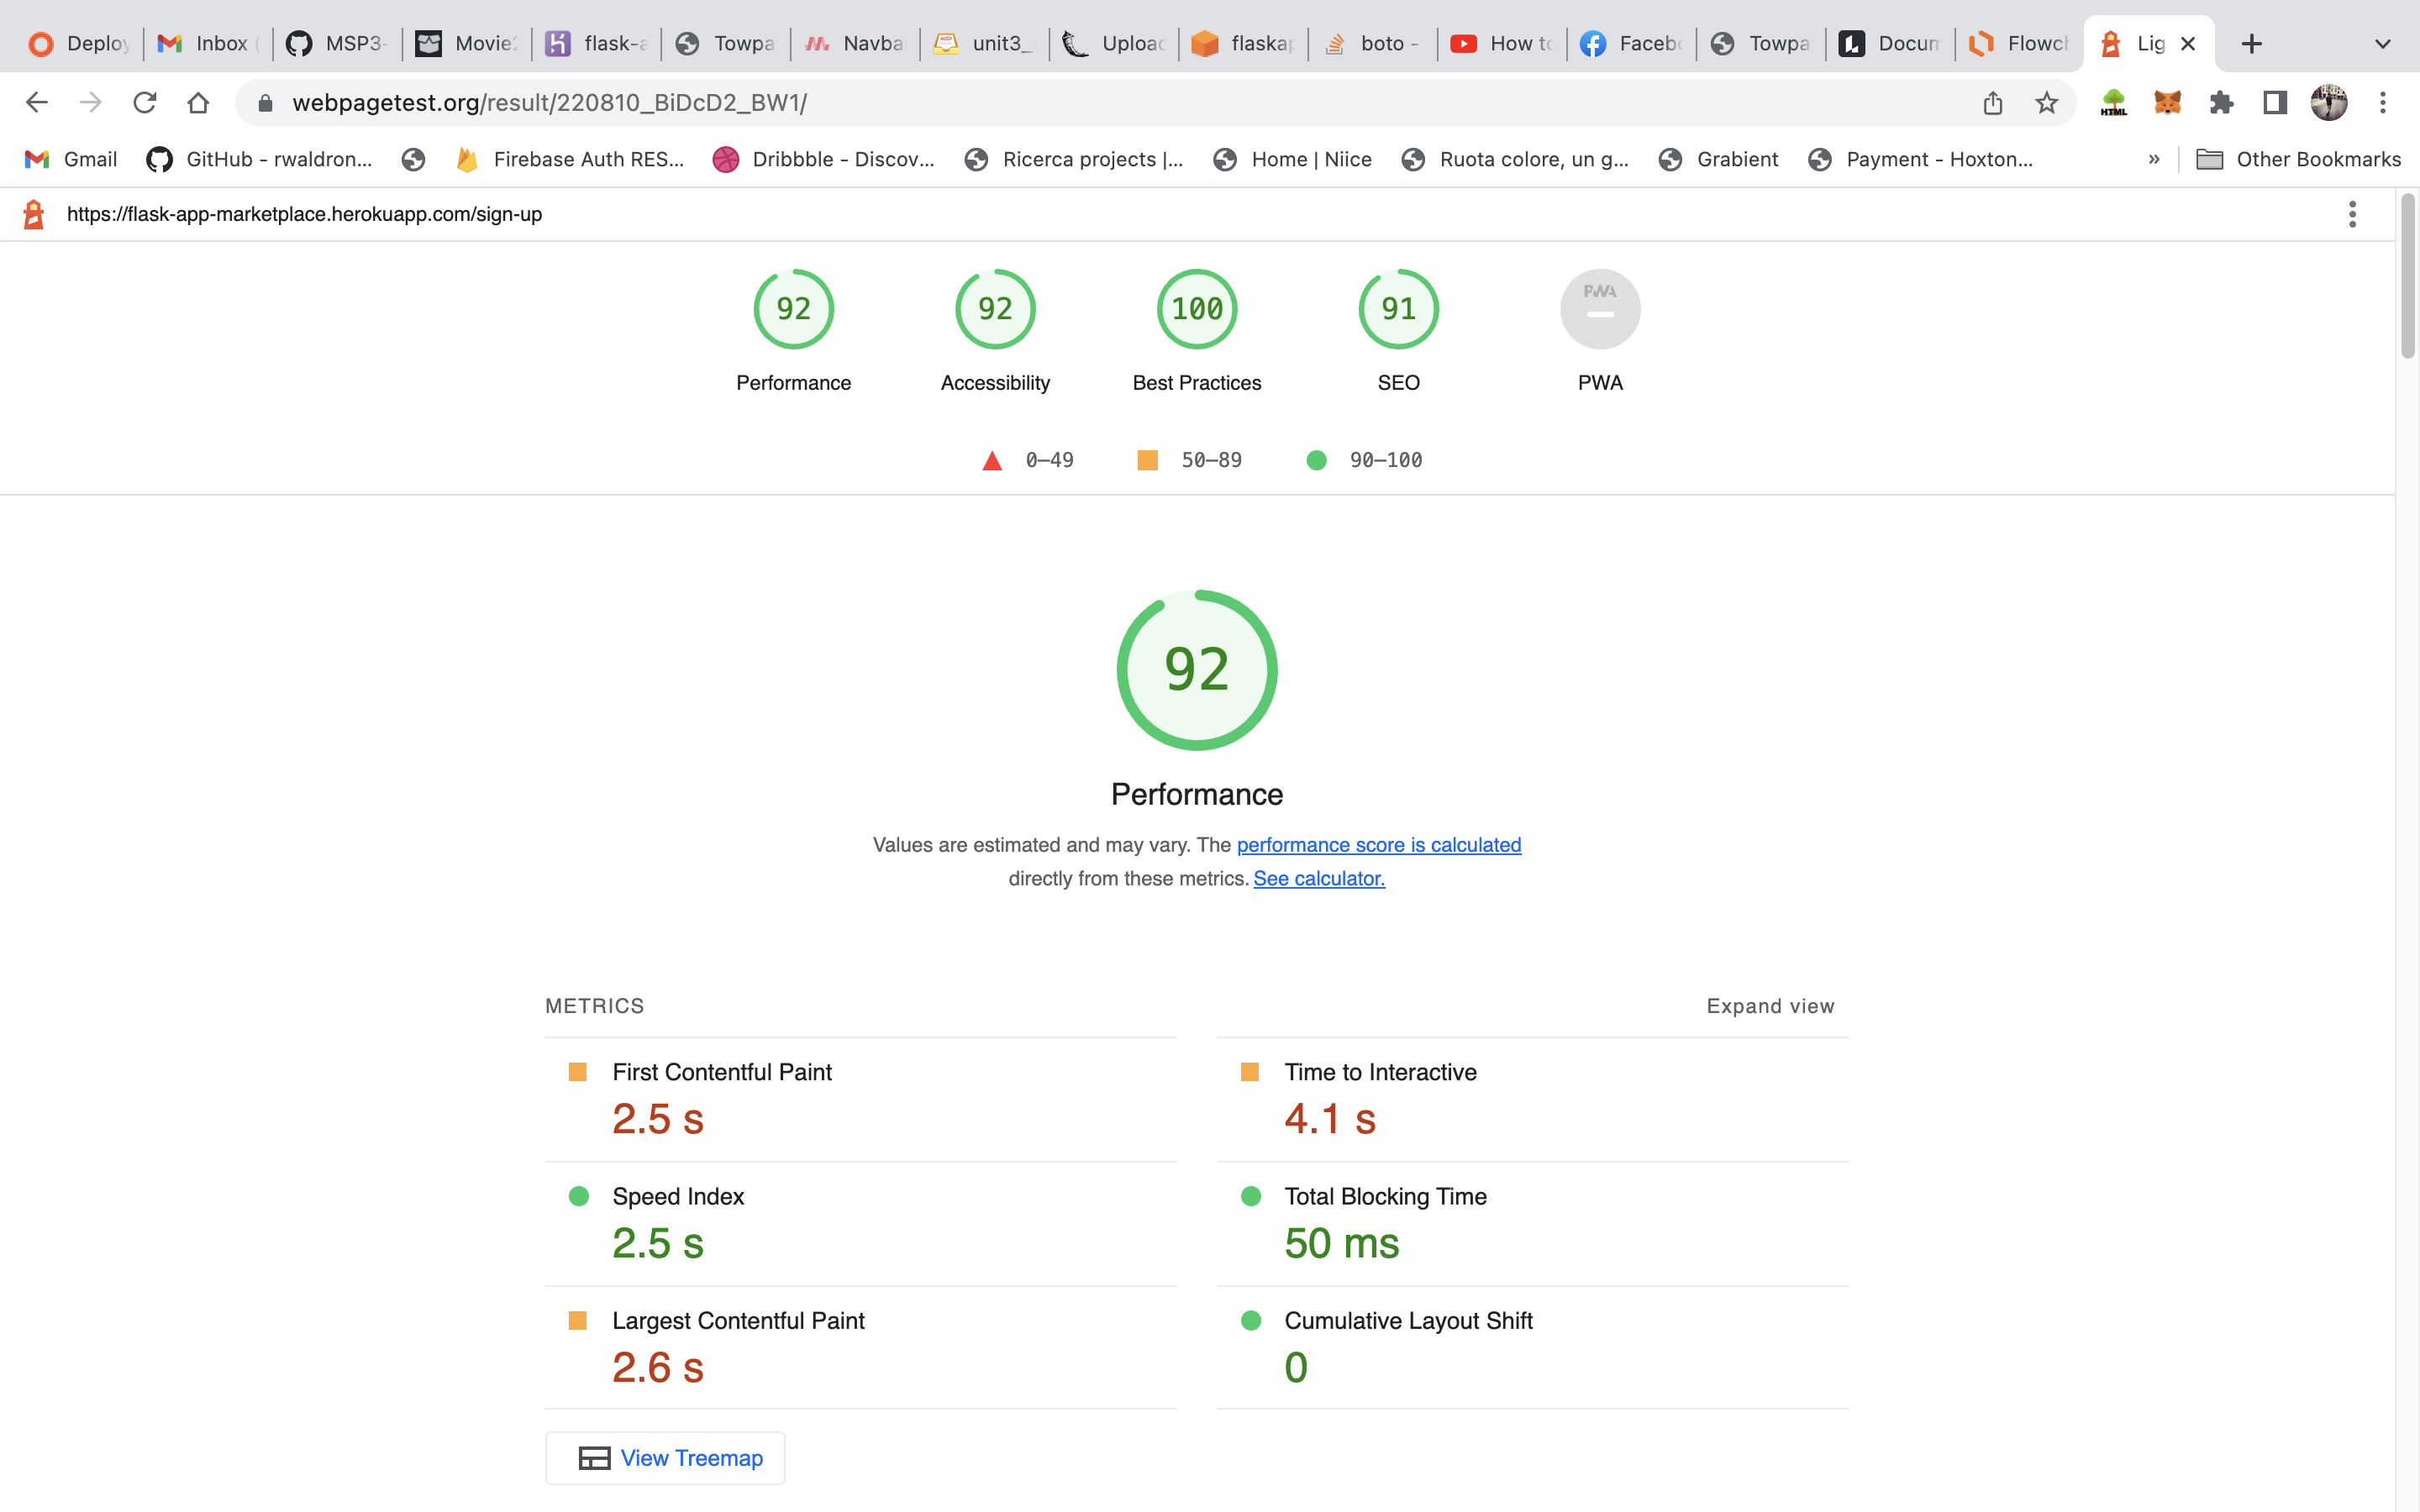 Deploy Inbox ( MSP3- Movie flask-a Towpa Navba unit3_ Upload flaskap boto - How to Facebo Towpa Docum Flowch Lig
webpagetest.org/result/220810_BiDcD2_BW1/
HTML
Gmail GitHub - rwaldron... Firebase Auth RES... Dribbble - Discov... Ricerca projects |... Home | Niice Ruota colore, un g... Grabient Payment - Hoxton... » Other Bookmarks
https://flask-app-marketplace.herokuapp.com/sign-up
92 92 100 91 PWA
Performance Accessibility Best Practices SEO PWA
0–49 50–89 90–100
92
Performance
Values are estimated and may vary. The performance score is calculated
directly from these metrics. See calculator.
METRICS Expand view
First Contentful Paint
2.5 s
Time to Interactive
4.1 s
Speed Index
2.5 s
Total Blocking Time
50 ms
Largest Contentful Paint
2.6 s
Cumulative Layout Shift
0
View Treemap